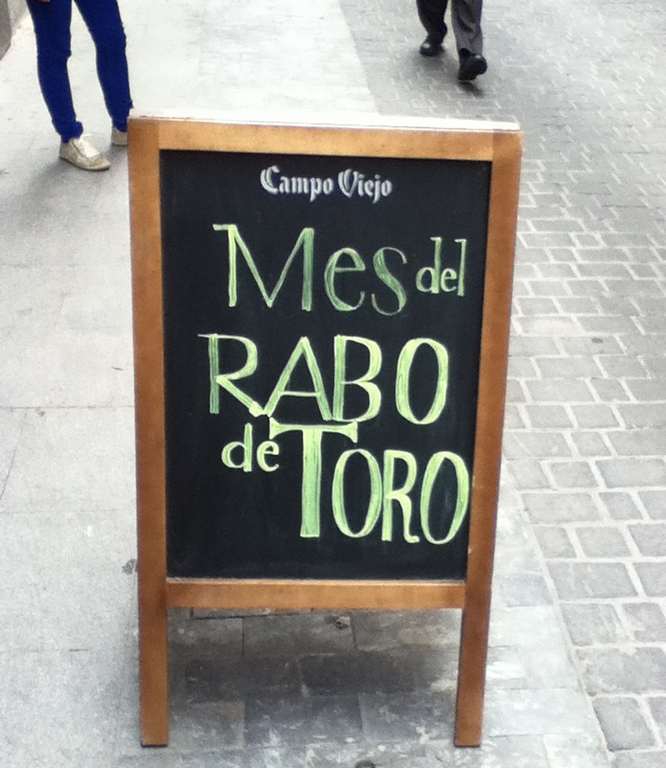 Campo Viejo
Mes del
RABO
de TORO